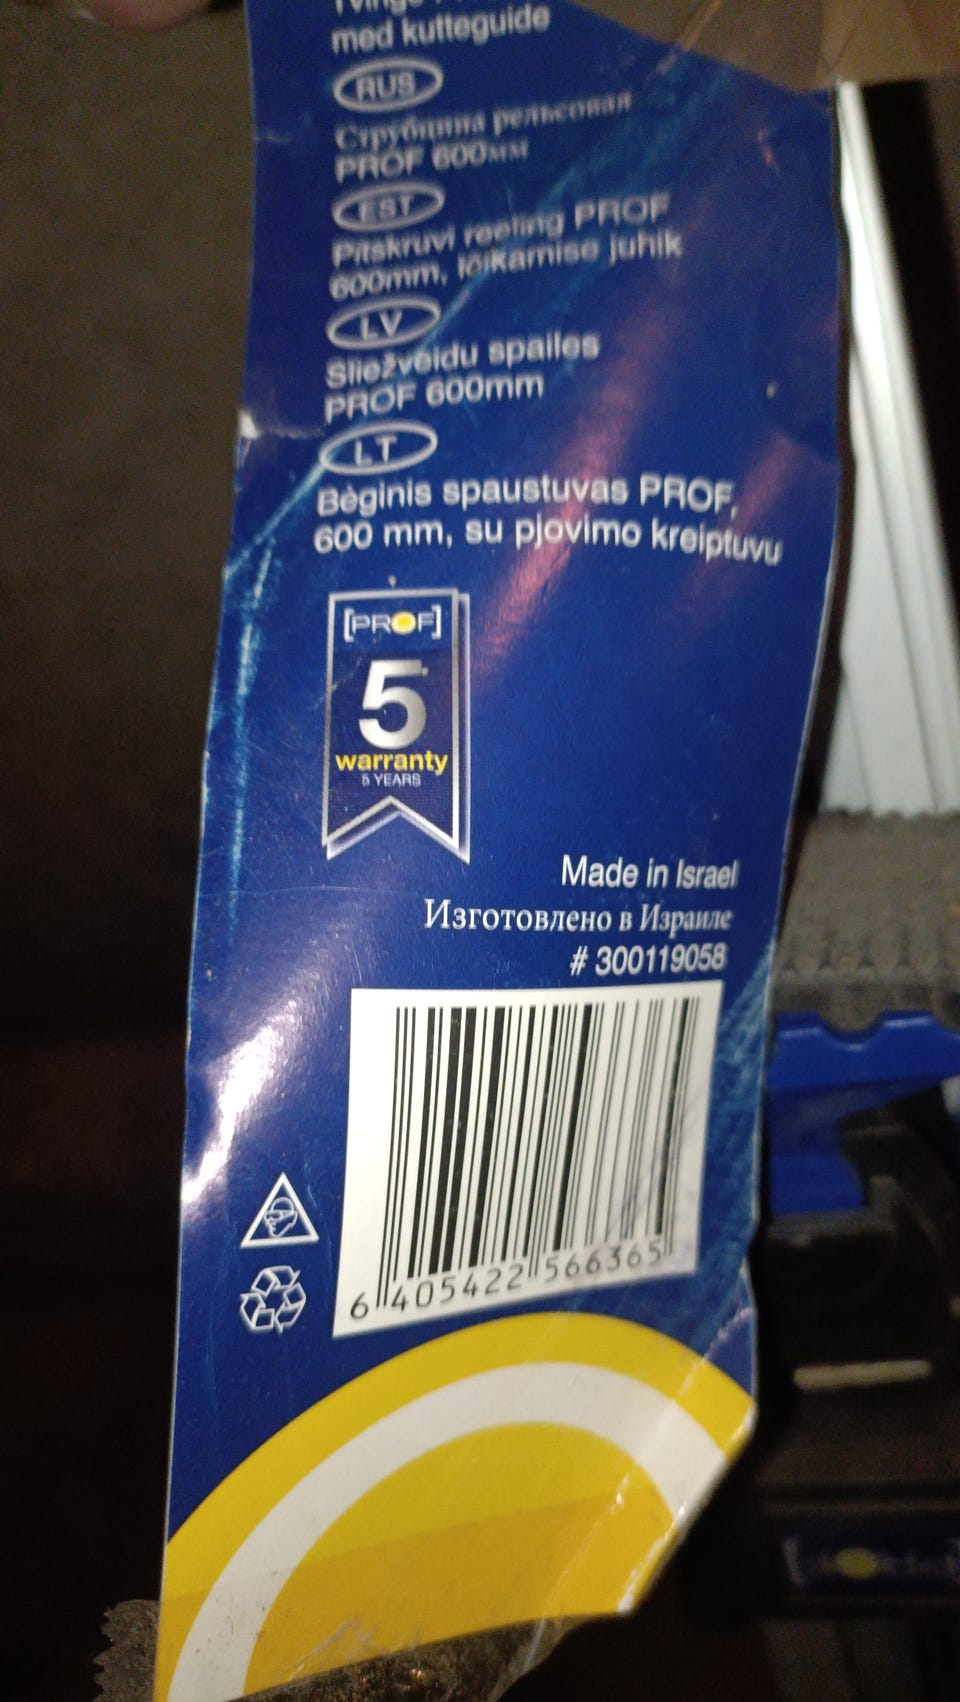 med kutteguide
RUS
Струбцина рельсовая
PROF 600мм
EST
Pitskruvi reeling PROF
600mm, lõikamise juhik
LV
Sliežveidu spailes
PROF 600mm
LT
Bėginis spaustuvas PROF,
600 mm, su pjovimo kreiptuvu
[PROF]
5
warranty
5 YEARS
Made in Israel
Изготовлено в Израиле
# 300119058
6 405422 566365